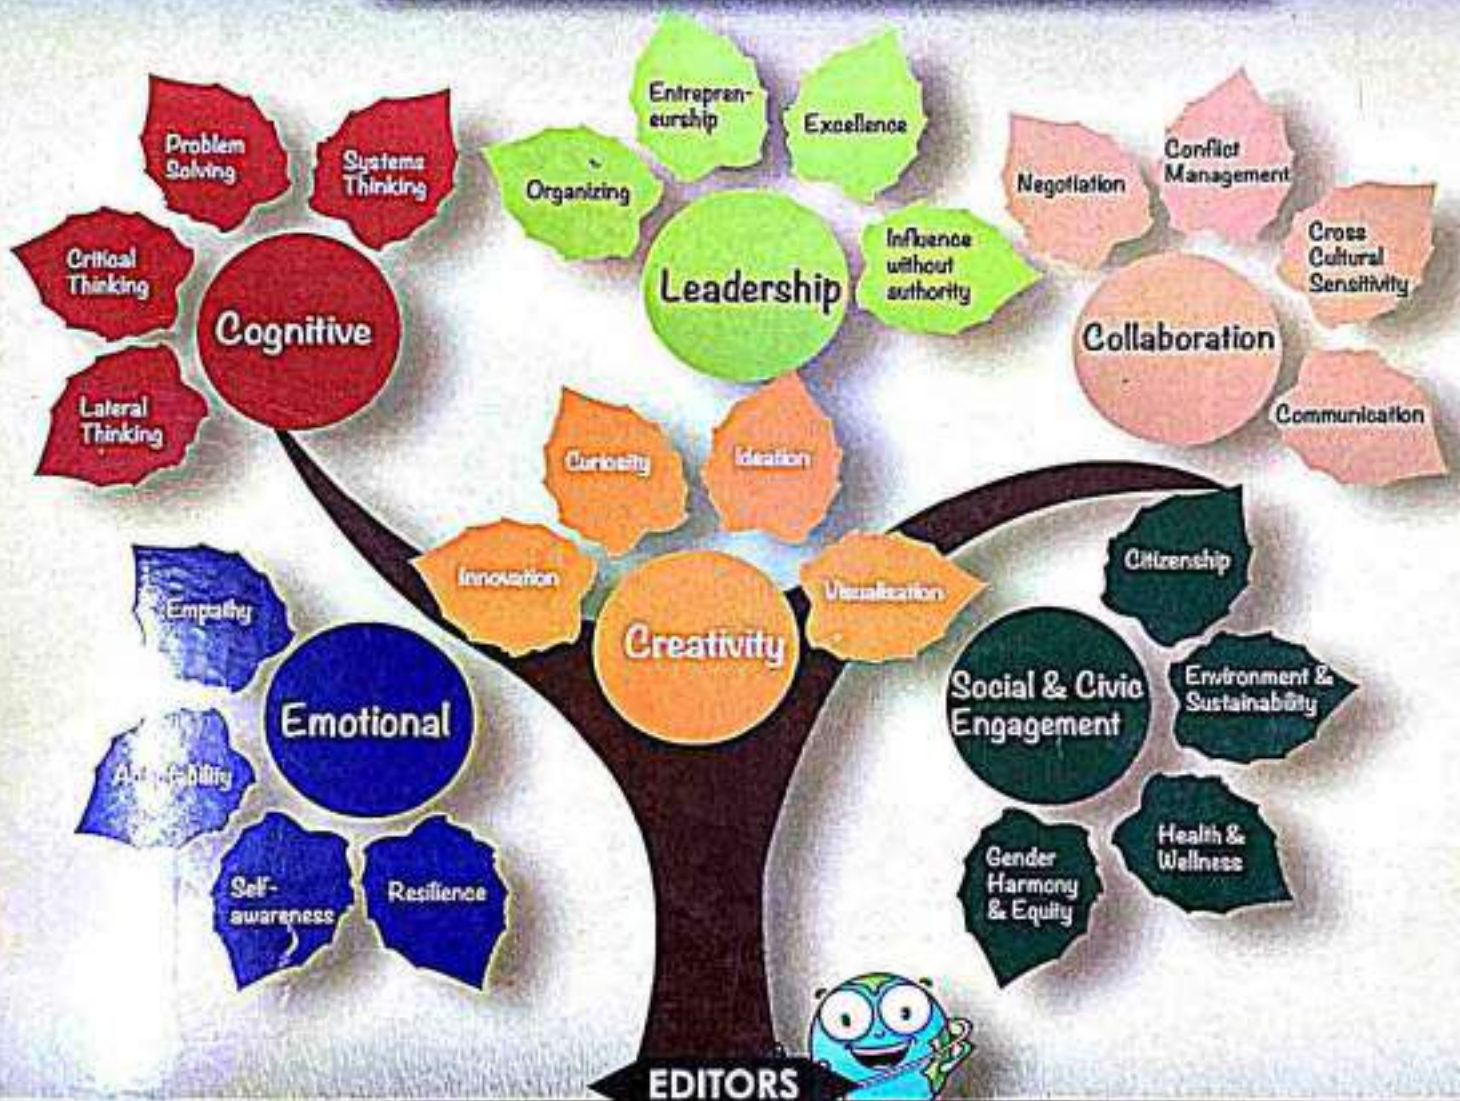 Problem
Solving
Systems
Thinking
Critical
Thinking
Lateral
Thinking
Cognitive
Entrepren-
eurship
Excellence
Organizing
Influence
without
authority
Leadership
Negotiation
Conflict
Management
Cross
Cultural
Sensitivity
Communication
Collaboration
Curiosity
Ideation
Innovation
Visualisation
Creativity
Empathy
Self-
awareness
Resilience
Emotional
Citizenship
Environment &
Sustainability
Health &
Wellness
Gender
Harmony
& Equity
Social & Civic
Engagement
EDITORS